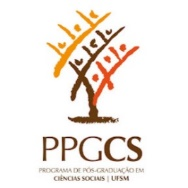 PPGCS
PROGRAMA DE PÓS-GRADUAÇÃO EM
CIÊNCIAS SOCIAIS | UFSM